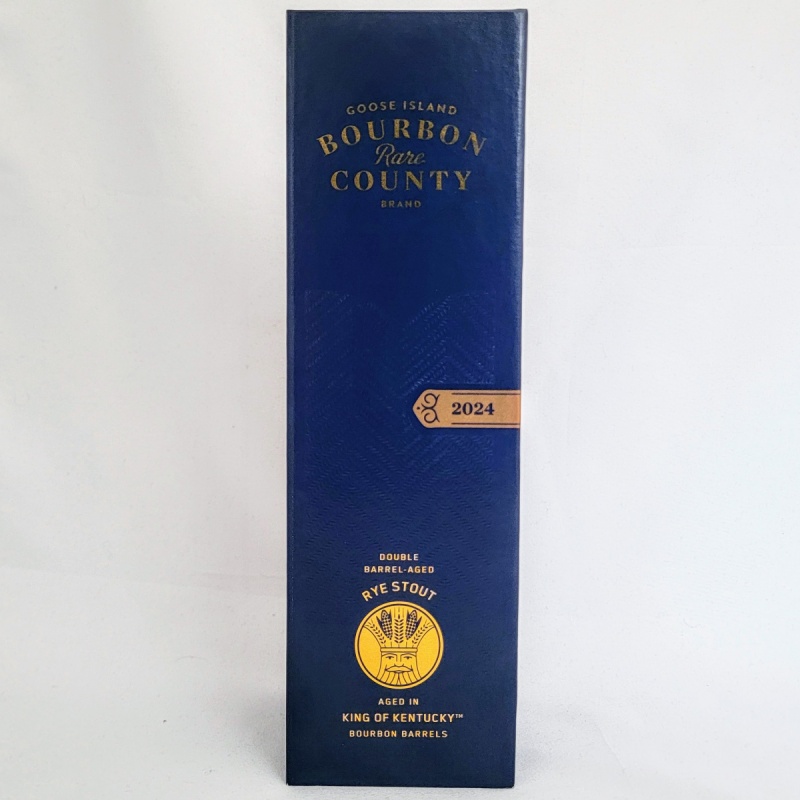 GOOSE ISLAND
BOURBON
Rare
COUNTY
BRAND
2024
DOUBLE
BARREL-AGED
RYE STOUT
AGED IN
KING OF KENTUCKY™
BOURBON BARRELS